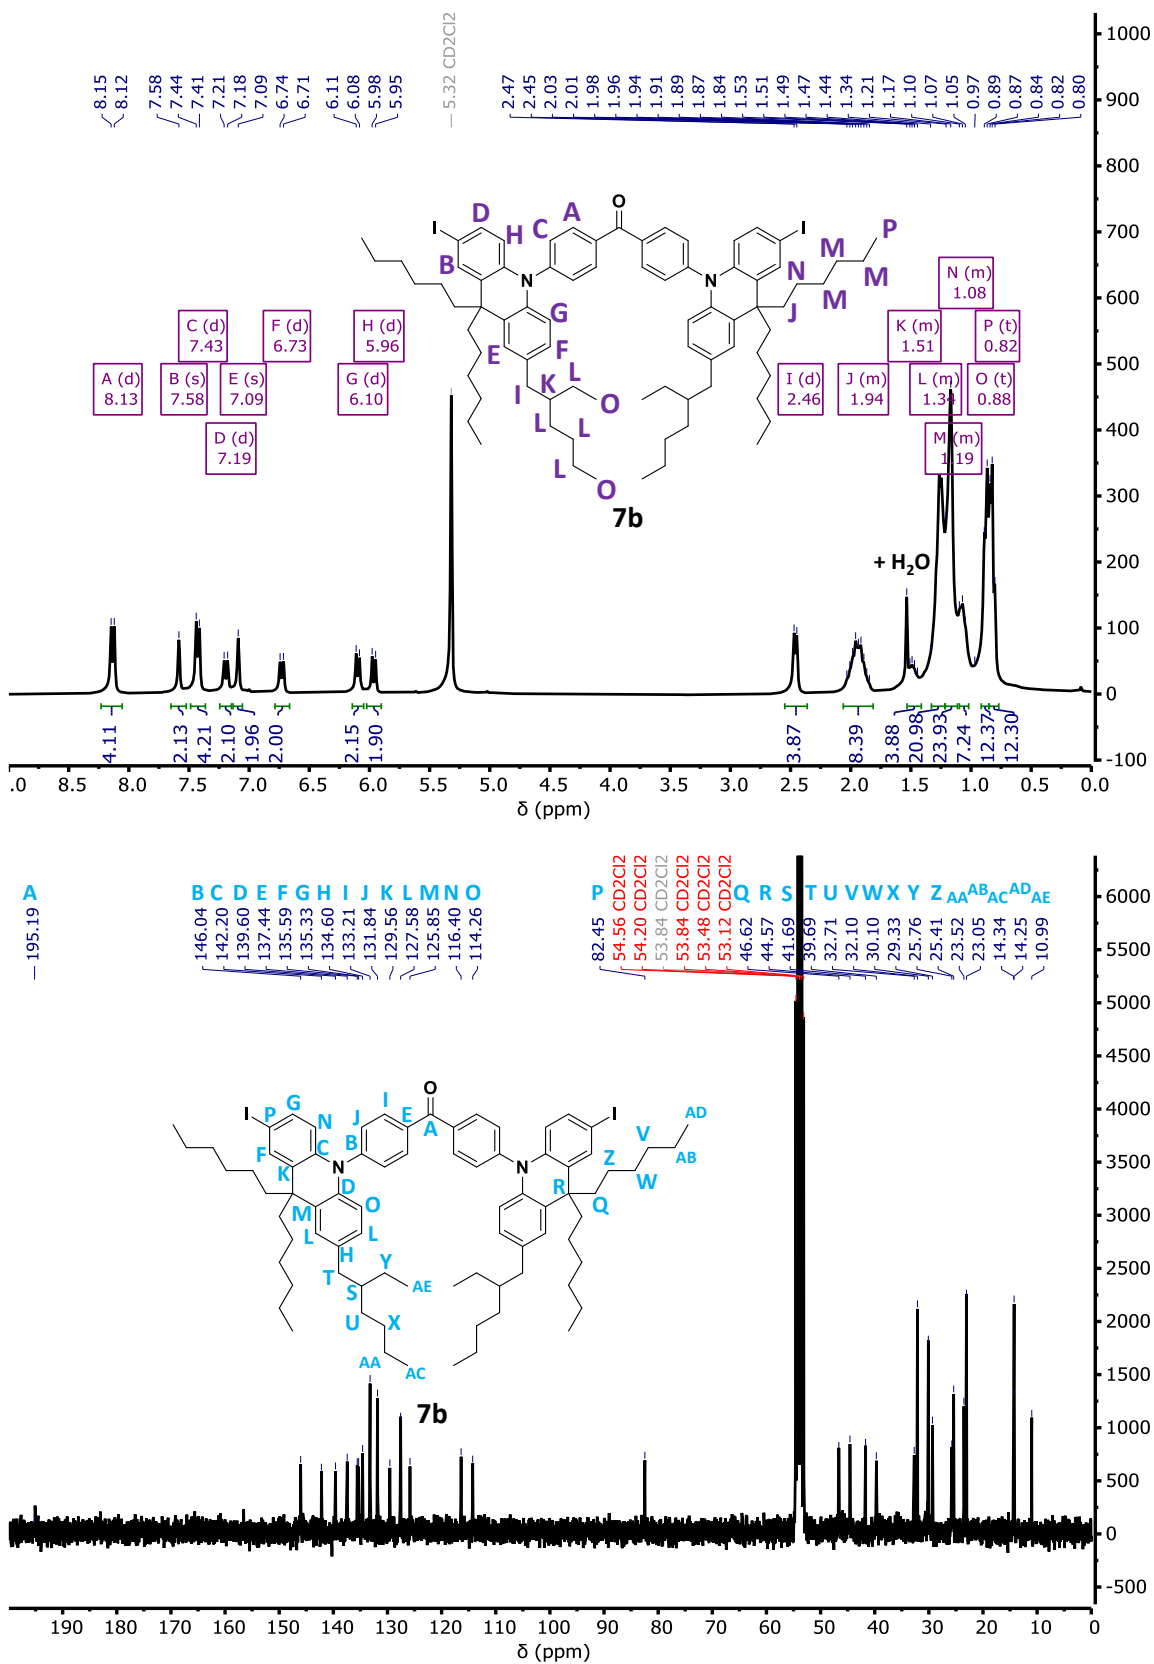 8.15
8.12
7.58
7.44
7.41
7.21
7.18
7.09
6.74
6.71
6.11
6.08
5.98
5.95
5.32 CD2Cl2
2.47
2.45
2.03
2.01
1.98
1.96
1.94
1.91
1.89
1.87
1.84
1.53
1.51
1.49
1.47
1.44
1.34
1.21
1.17
1.10
1.07
1.05
0.97
0.89
0.87
0.84
0.82
0.80
1000
900
800
700
600
500
400
300
200
100
0
-100
A (d)
8.13
C (d)
7.43
B (s)
7.58
D (d)
7.19
E (s)
7.09
F (d)
6.73
H (d)
5.96
G (d)
6.10
I (d)
2.46
J (m)
1.94
K (m)
1.51
L (m)
1.34
M (m)
1.19
N (m)
1.08
P (t)
0.82
O (t)
0.88
O
A
D
C
H
I
B
N
G
F
E
I
K
L
O
L
L
L
O
N
I
J
N
M
M
M
P
7b
+ H2O
4.11
2.13
4.21
2.10
1.96
2.00
2.15
1.90
3.87
8.39
3.88
20.98
23.93
7.24
12.37
12.30
.0 8.5 8.0 7.5 7.0 6.5 6.0 5.5 5.0 4.5 4.0 3.5 3.0 2.5 2.0 1.5 1.0 0.5 0.0
δ (ppm)
A B C D E F G H I J K L M N O P Q R S T U V W X Y Z AA AB AC AD AE
195.19
146.04
142.20
139.60
137.44
135.59
135.33
134.60
133.21
131.84
129.56
127.58
125.85
116.40
114.26
82.45
54.56 CD2Cl2
54.20 CD2Cl2
53.84 CD2Cl2
53.84 CD2Cl2
53.48 CD2Cl2
53.12 CD2Cl2
46.62
44.57
41.69
39.69
32.71
32.10
30.10
29.33
25.76
25.41
23.52
23.05
14.34
14.25
10.99
6000
5500
5000
4500
4000
3500
3000
2500
2000
1500
1000
500
0
-500
O
I
P
G
N
J
I
E
A
B
F
C
K
N
D
M
O
L
L
H
T
Y
S
AE
U
X
AA
AC
N
I
R
Q
Z
W
V
AB
AD
7b
190 180 170 160 150 140 130 120 110 100 90 80 70 60 50 40 30 20 10 0
δ (ppm)